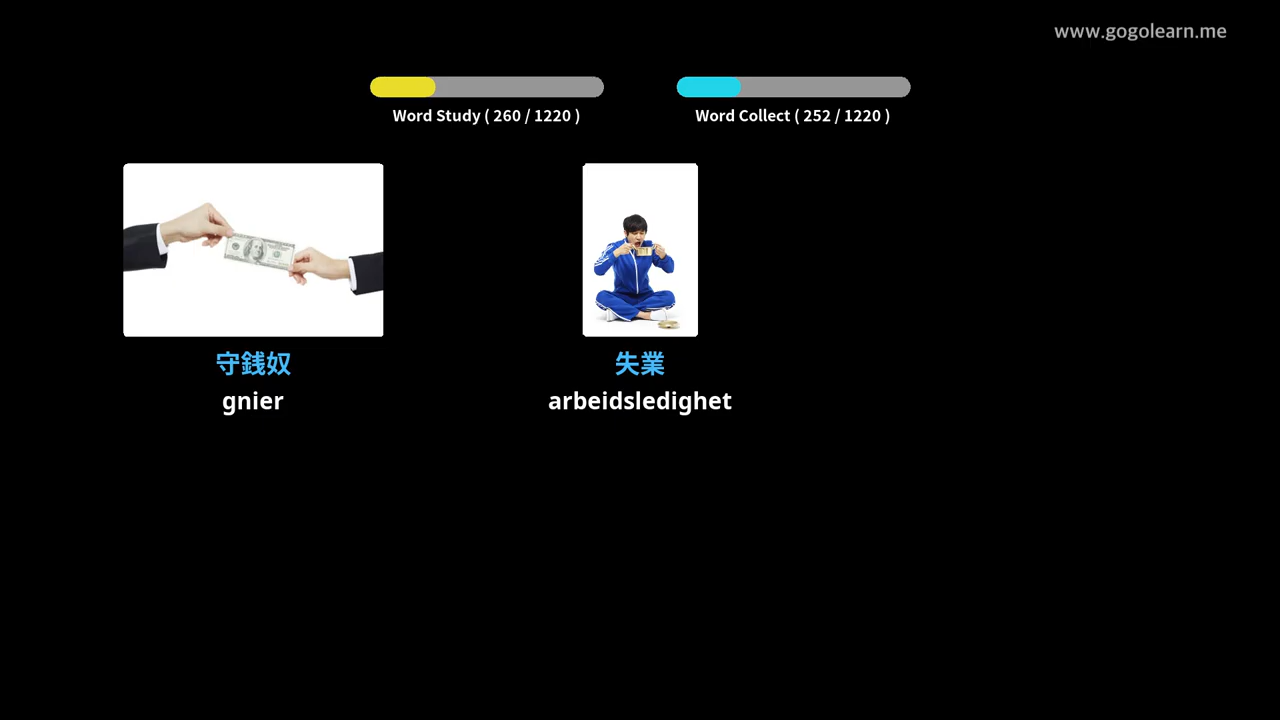 www.gogolearn.me
Word Study ( 260 / 1220 )
Word Collect ( 252 / 1220 )
守銭奴
gnier
失業
arbeidsledighet